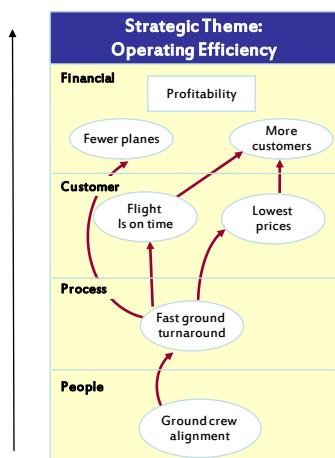 Strategic Theme:
Operating Efficiency
Financial
Profitability
Fewer planes
More
customers
Customer
Flight
Is on time
Lowest
prices
Process
Fast ground
turnaround
People
Ground crew
alignment